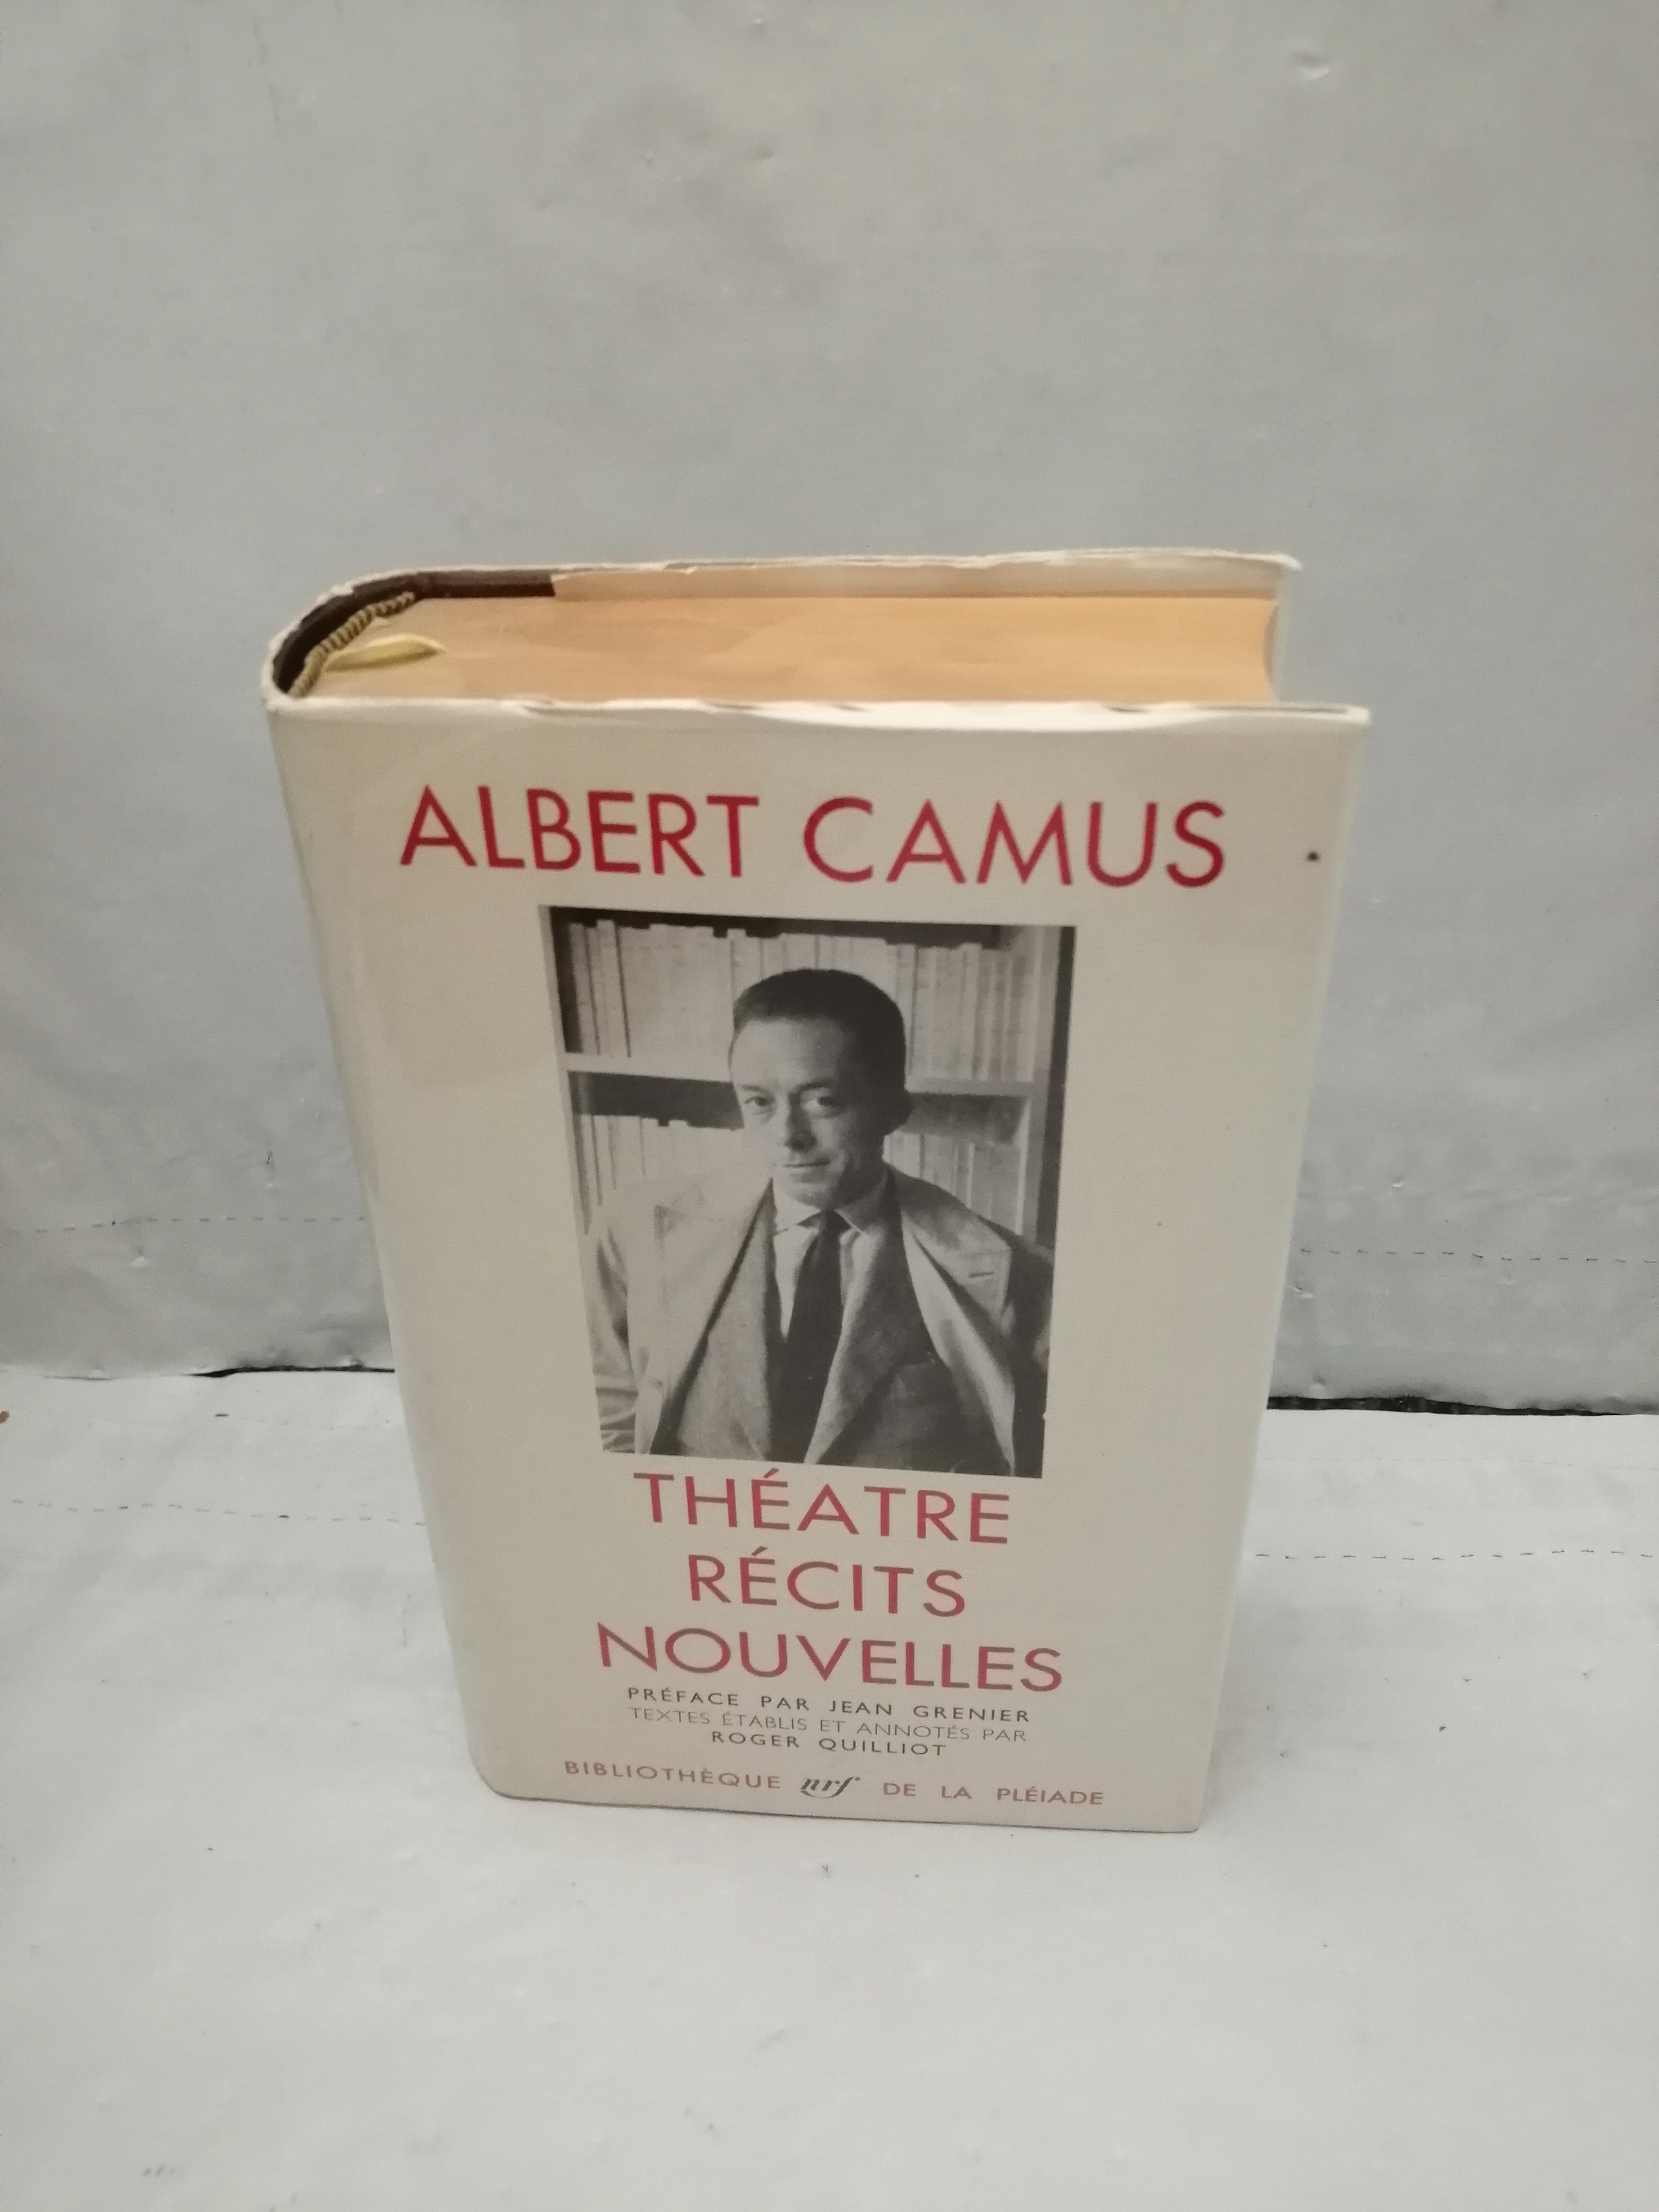 ALBERT CAMUS
THÉATRE
RÉCITS
NOUVELLES
PRÉFACE PAR JEAN GRENIER
TEXTES ÉTABLIS ET ANNOTÉS PAR
ROGER QUILLIOT
BIBLIOTHÈQUE nrf DE LA PLÉIADE